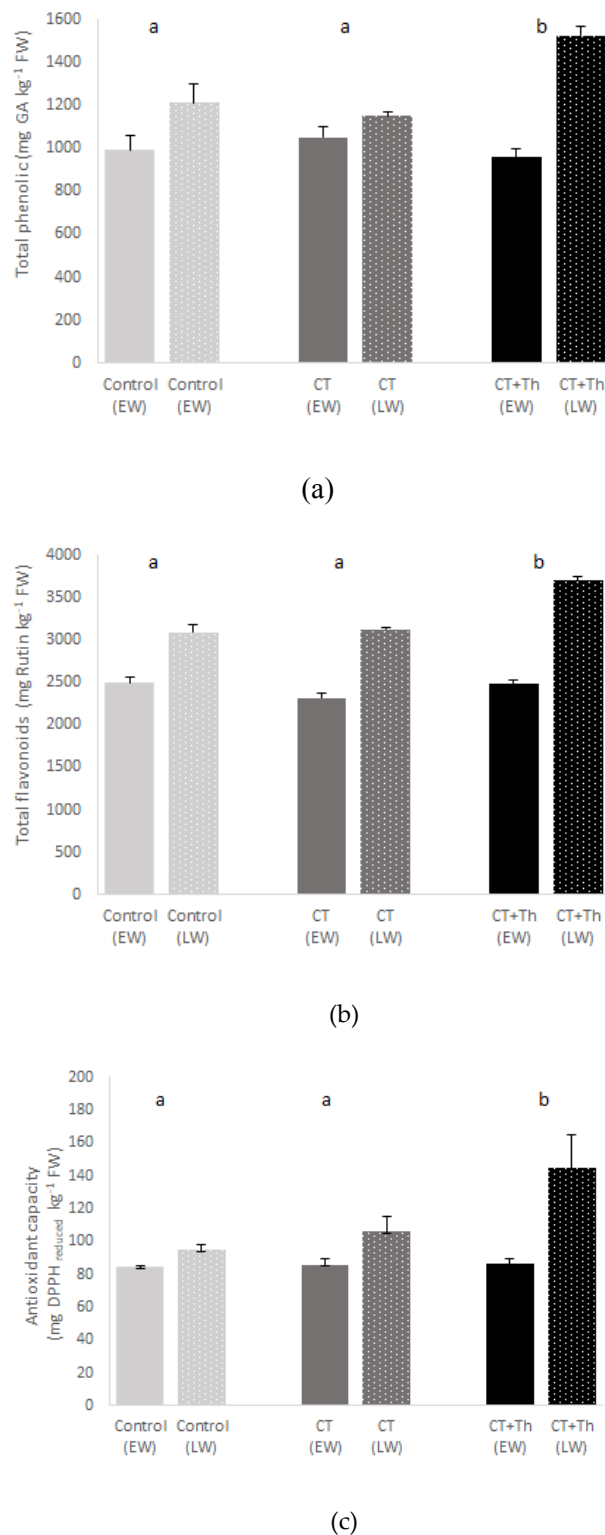 Total phenolic (mg GA kg⁻¹ FW)
1600
1400
1200
1000
800
600
400
200
0
a a b
Control Control CT CT CT+Th CT+Th
(EW) (EW) (EW) (LW) (EW) (LW)
(a)
Total flavonoids (mg Rutin kg⁻¹ FW)
4000
3500
3000
2500
2000
1500
1000
500
0
a a b
Control Control CT CT CT+Th CT+Th
(EW) (LW) (EW) (LW) (EW) (LW)
(b)
Antioxidant capacity
(mg DPPH reduced kg⁻¹ FW)
200
180
160
140
120
100
80
60
40
20
0
a a b
Control Control CT CT CT+Th CT+Th
(EW) (LW) (EW) (LW) (EW) (LW)
(c)